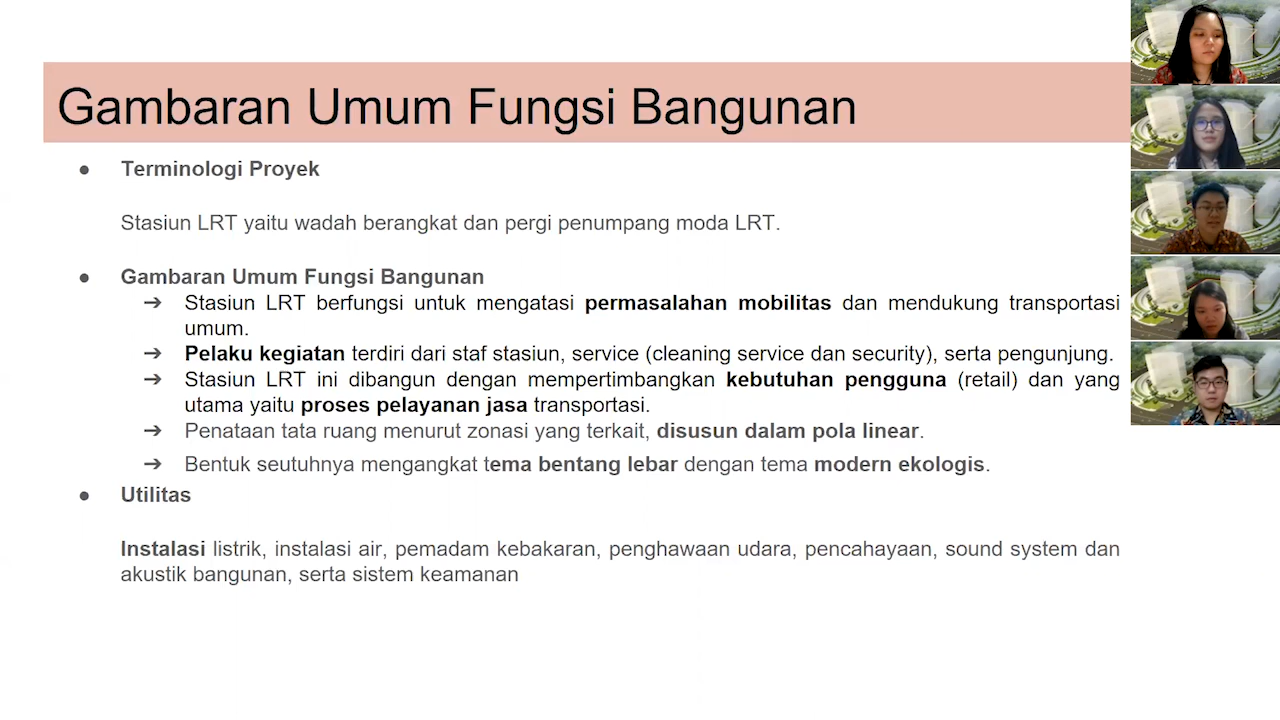 Gambaran Umum Fungsi Bangunan
● Terminologi Proyek
Stasiun LRT yaitu wadah berangkat dan pergi penumpang moda LRT.
● Gambaran Umum Fungsi Bangunan
➔ Stasiun LRT berfungsi untuk mengatasi permasalahan mobilitas dan mendukung transportasi
umum.
➔ Pelaku kegiatan terdiri dari staf stasiun, service (cleaning service dan security), serta pengunjung.
➔ Stasiun LRT ini dibangun dengan mempertimbangkan kebutuhan pengguna (retail) dan yang
utama yaitu proses pelayanan jasa transportasi.
➔ Penataan tata ruang menurut zonasi yang terkait, disusun dalam pola linear.
➔ Bentuk seutuhnya mengangkat tema bentang lebar dengan tema modern ekologis.
● Utilitas
Instalasi listrik, instalasi air, pemadam kebakaran, penghawaan udara, pencahayaan, sound system dan
akustik bangunan, serta sistem keamanan